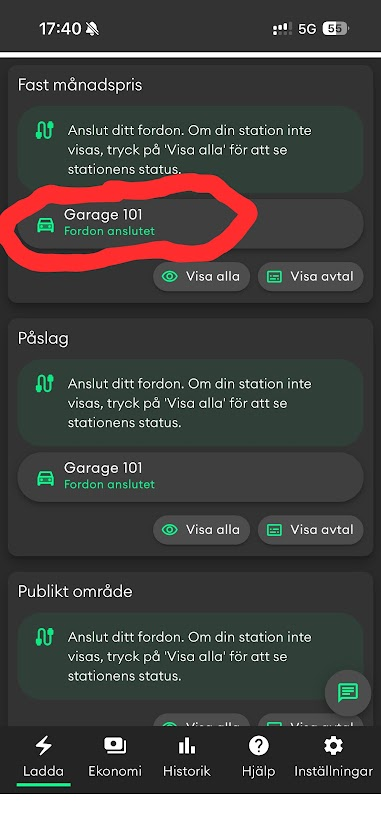 17:40
5G
55
Fast månadspris
Anslut ditt fordon. Om din station inte
visas, tryck på 'Visa alla' för att se
stationens status.
Garage 101
Fordon anslutet
Visa alla
Visa avtal
Påslag
Anslut ditt fordon. Om din station inte
visas, tryck på 'Visa alla' för att se
stationens status.
Garage 101
Fordon anslutet
Visa alla
Visa avtal
Publikt område
Anslut ditt fordon. Om din station inte
visas, tryck på 'Visa alla' för att se
stationens status.
Visa alla
Visa avtal
Ladda
Ekonomi
Historik
Hjälp
Inställningar